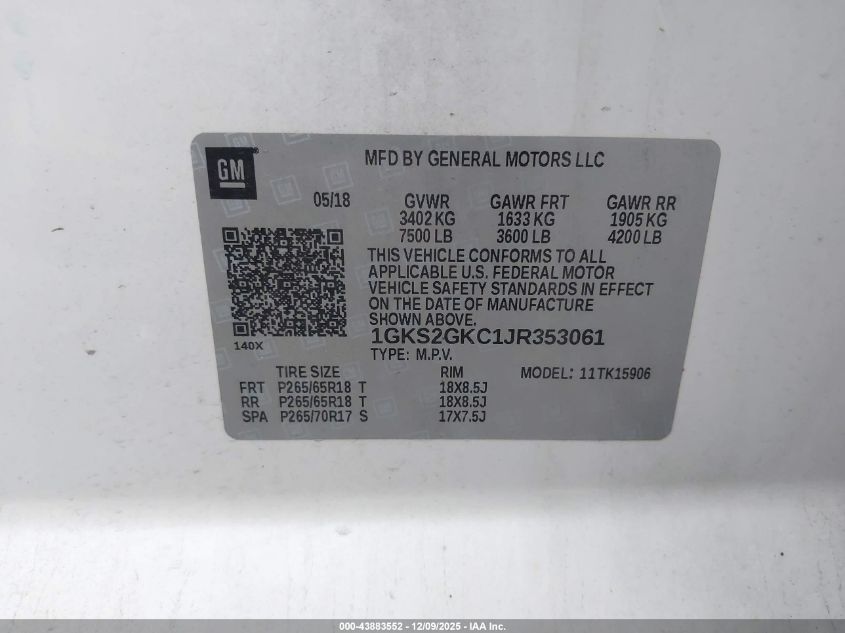 GM
MFD BY GENERAL MOTORS LLC
05/18 GVWR GAWR FRT GAWR RR
3402 KG 1633 KG 1905 KG
7500 LB 3600 LB 4200 LB
THIS VEHICLE CONFORMS TO ALL
APPLICABLE U.S. FEDERAL MOTOR
VEHICLE SAFETY STANDARDS IN EFFECT
ON THE DATE OF MANUFACTURE
SHOWN ABOVE.
140X
1GKS2GKC1JR353061
TYPE: M.P.V.
TIRE SIZE RIM MODEL: 11TK15906
FRT P265/65R18 T 18X8.5J
RR P265/65R18 T 18X8.5J
SPA P265/70R17 S 17X7.5J
000-43883552 - 12/09/2025 - IAA Inc.